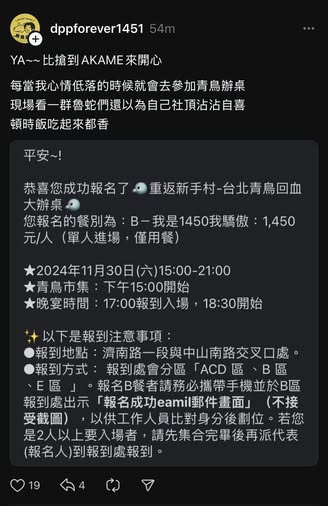 dppforever1451 54m
YA~~比搶到AKAME來開心
每當我心情低落的時候就會去參加青鳥辦桌
現場看一群魯蛇們還以為自己社頂沾沾自喜
頓時飯吃起來都香
平安~!
恭喜您成功報名了🐦重返新手村-台北青鳥回血
大辦桌🐦
您報名的餐別為：B－我是1450我驕傲：1,450
元/人（單人進場，僅用餐）
★2024年11月30日(六)15:00-21:00
★青鳥市集：下午15:00開始
★晚宴時間：17:00報到入場，18:30開始
✨以下是報到注意事項：
●報到地點：濟南路一段與中山南路交叉口處。
●報到方式： 報到處會分區「ACD 區 、B 區
、E 區 」。報名B餐者請務必攜帶手機並於B區
報到處出示「報名成功eamil郵件畫面」（不接
受截圖），以供工作人員比對身分後劃位。若您
是2人以上要入場者，請先集合完畢後再派代表
(報名人)到報到處報到。
19 4